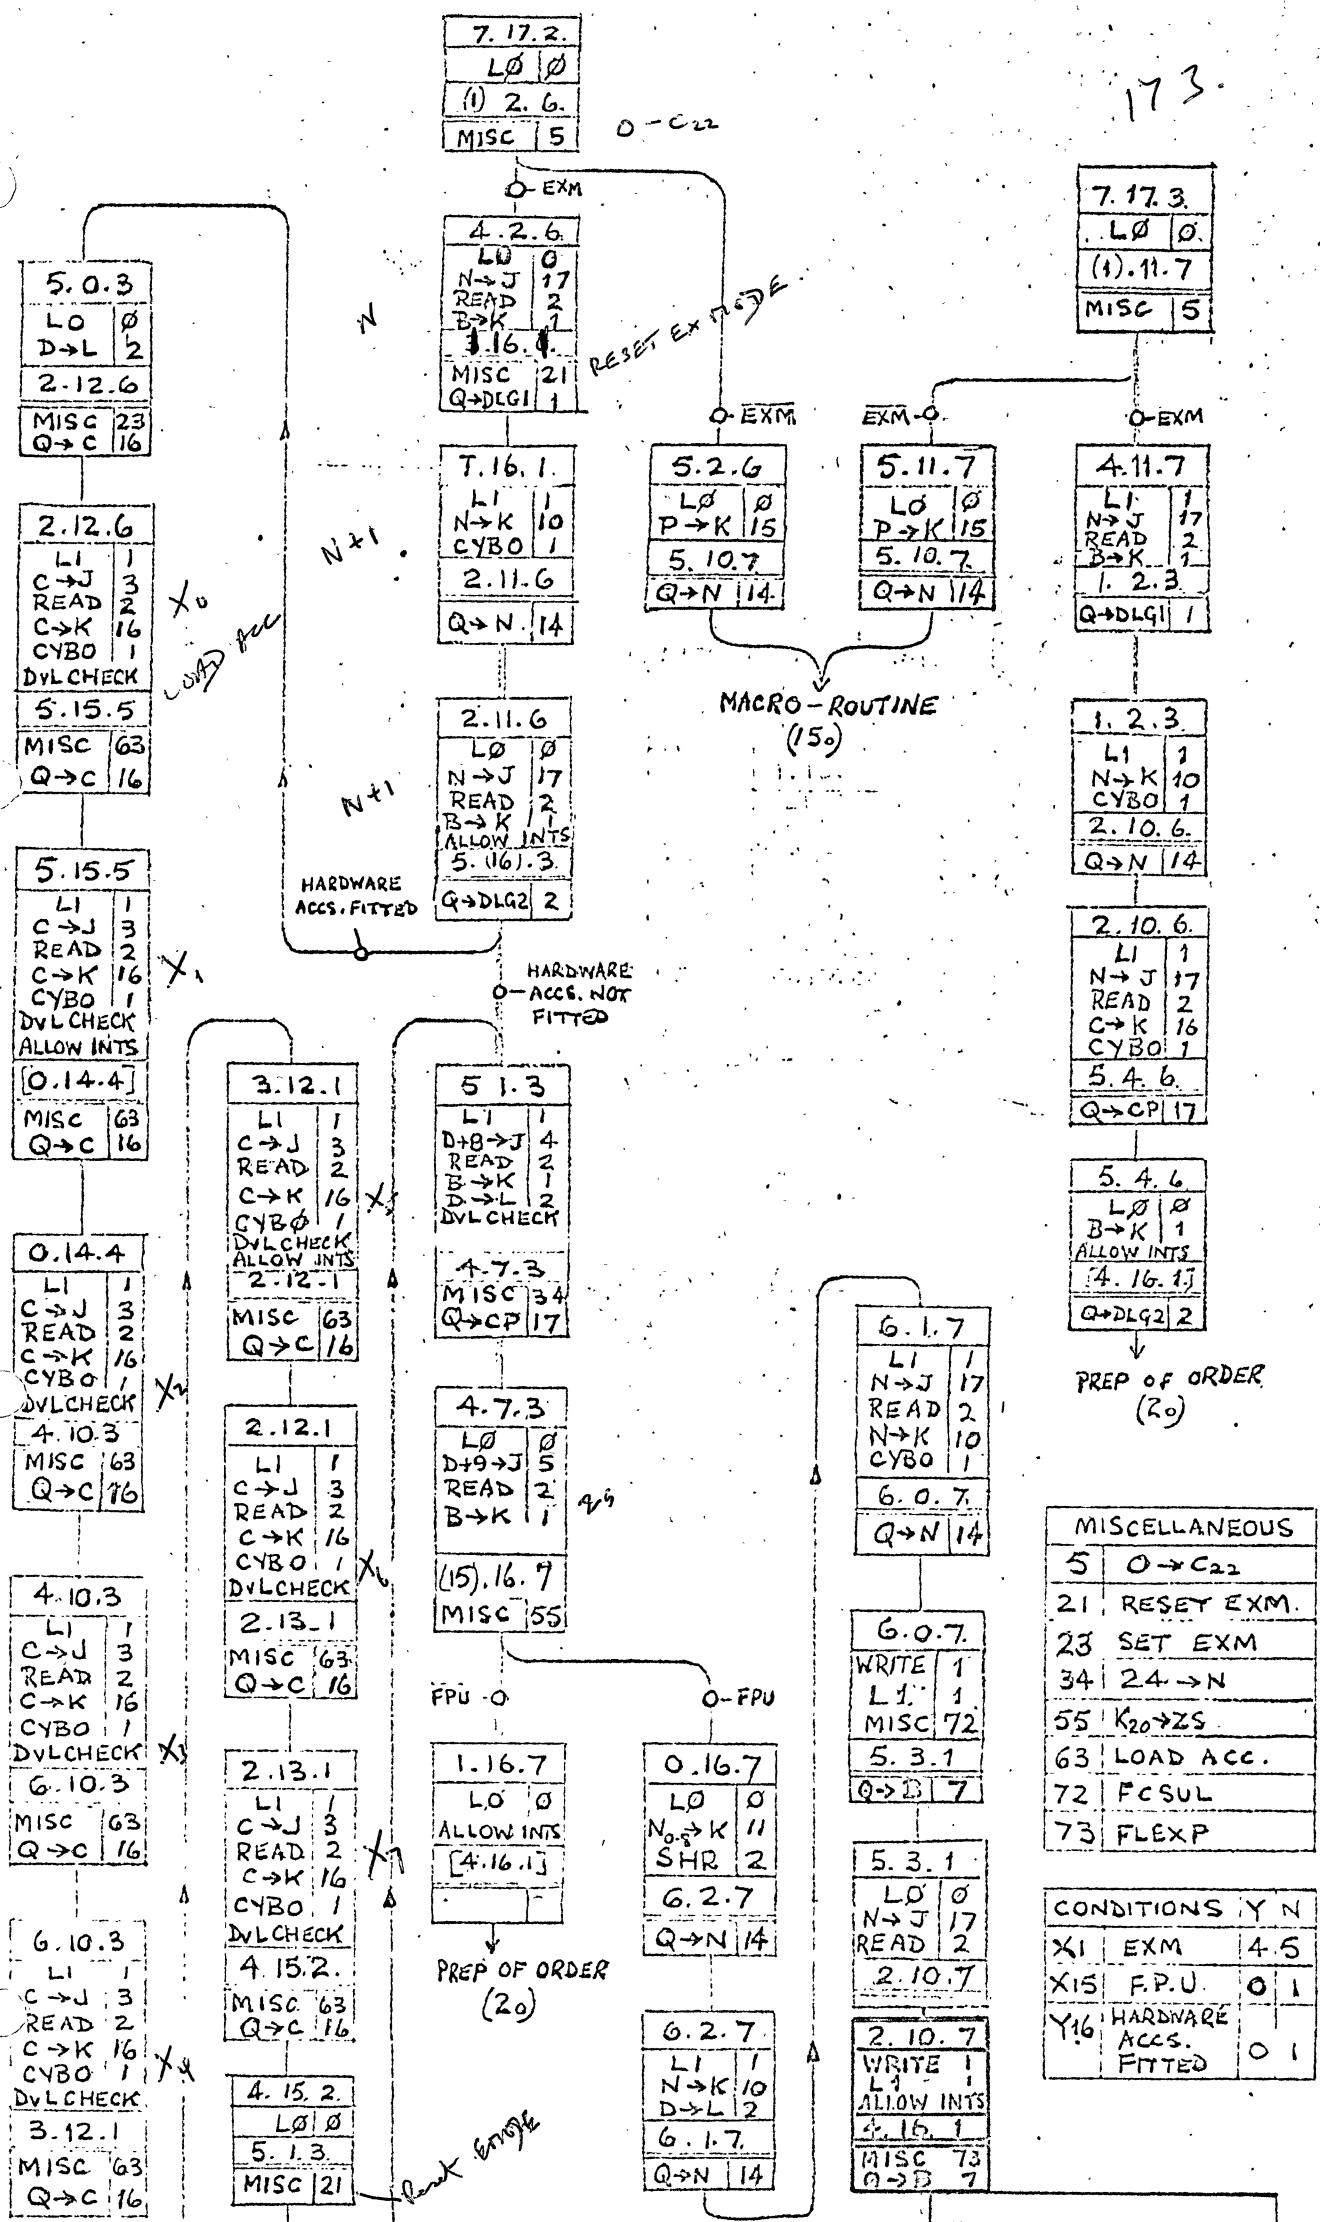 173.
7.17.2.
LØ Ø
(1) 2.6.
MISC 5
0-C22
EXM
4.2.6
LØ 0
N→J 17
READ 2
B→K 1
MISC 21
Q→DLG1 1
RESET EX MODE
N
EXM
7.16.1.
L1 1
N→K 10
CYBO 1
2.11.6
Q→N 14
N+1
2.11.6
LØ Ø
N→J 17
READ 2
B→K 1
ALLOW INTS
5.(16).3
Q→DLG2 2
N+1
HARDWARE
ACCS. FITTED
HARDWARE
ACCS. NOT
FITTED
5.2.6
LØ Ø
P→K 15
5.10.7
Q→N 14
EXM
5.11.7
LØ Ø
P→K 15
5.10.7.
Q→N 14
MACRO-ROUTINE
(15o)
7.17.3.
LØ Ø
(1).11.7
MISC 5
EXM
4.11.7
L1 1
N→J 17
READ 2
B→K 1
1.2.3
Q→DLG1 1
1.2.3.
L1 1
N→K 10
CYBO 1
2.10.6.
Q→N 14
2.10.6.
L1 1
N→J 17
READ 2
C→K 16
CYBO 1
5.4.6.
Q→CP 17
5.4.6
LØ Ø
B→K 1
ALLOW INTS
[4.16.1]
Q→DLG2 2
PREP OF ORDER
(2o)
5.0.3
LO Ø
D→L 2
2.12.6
MISC 23
Q→C 16
2.12.6
L1 1
C→J 3
READ 2
C→K 16
CYBO 1
DVL CHECK
5.15.5
MISC 63
Q→C 16
X0
LOAD ACC
5.15.5
L1 1
C→J 3
READ 2
C→K 16
CYBO 1
DVL CHECK
ALLOW INTS
[0.14.4]
MISC 63
Q→C 16
X1
0.14.4
L1 1
C→J 3
READ 2
C→K 16
CYBO 1
DVL CHECK
4.10.3
MISC 63
Q→C 16
X2
4.10.3
L1 1
C→J 3
READ 2
C→K 16
CYBO 1
DVL CHECK
6.10.3
MISC 63
Q→C 16
X3
6.10.3
L1 1
C→J 3
READ 2
C→K 16
CYBO 1
DVL CHECK
3.12.1
MISC 63
Q→C 16
X4
3.12.1
L1 1
C→J 3
READ 2
C→K 16
CYBØ 1
DVL CHECK
ALLOW INTS
2.12.1
MISC 63
Q→C 16
X5
2.12.1
L1 1
C→J 3
READ 2
C→K 16
CYBO 1
DVL CHECK
2.13.1
MISC 63
Q→C 16
X6
2.13.1
L1 1
C→J 3
READ 2
C→K 16
CYBO 1
DVL CHECK
4.15.2.
MISC 63
Q→C 16
X7
4.15.2.
LØ Ø
5.1.3
MISC 21
Reset
5 1.3
L1 1
D+8→J 4
READ 2
B→K 1
D→L 2
DVL CHECK
4.7.3
MISC 34
Q→CP 17
4.7.3
LØ Ø
D+9→J 5
READ 2
B→K 1
(15).16.7
MISC 55
FPU
FPU
1.16.7
LØ Ø
ALLOW INTS
[4.16.1]
PREP OF ORDER
(2o)
0.16.7
LØ Ø
N0-8→K 11
SHR 2
6.2.7
Q→N 14
6.2.7
L1 1
N→K 10
D→L 2
6.1.7.
Q→N 14
6.1.7
L1 1
N→J 17
READ 2
N→K 10
CYBO 1
6.0.7.
Q→N 14
6.0.7.
WRITE 1
L1 1
MISC 72
5.3.1
Q→B 7
5.3.1
LØ Ø
N→J 17
READ 2
2.10.7
2.10.7
WRITE 1
L1 1
ALLOW INTS
4.16.1
MISC 73
Q→B 7
MISCELLANEOUS
5 O→C22
21 RESET EXM.
23 SET EXM
34 24→N
55 K20→ZS
63 LOAD ACC.
72 FCSUL
73 FLEXP
CONDITIONS Y N
X1 EXM 4.5
X15 F.P.U. 0 1
Y16 HARDWARE
ACCS.
FITTED 0 1